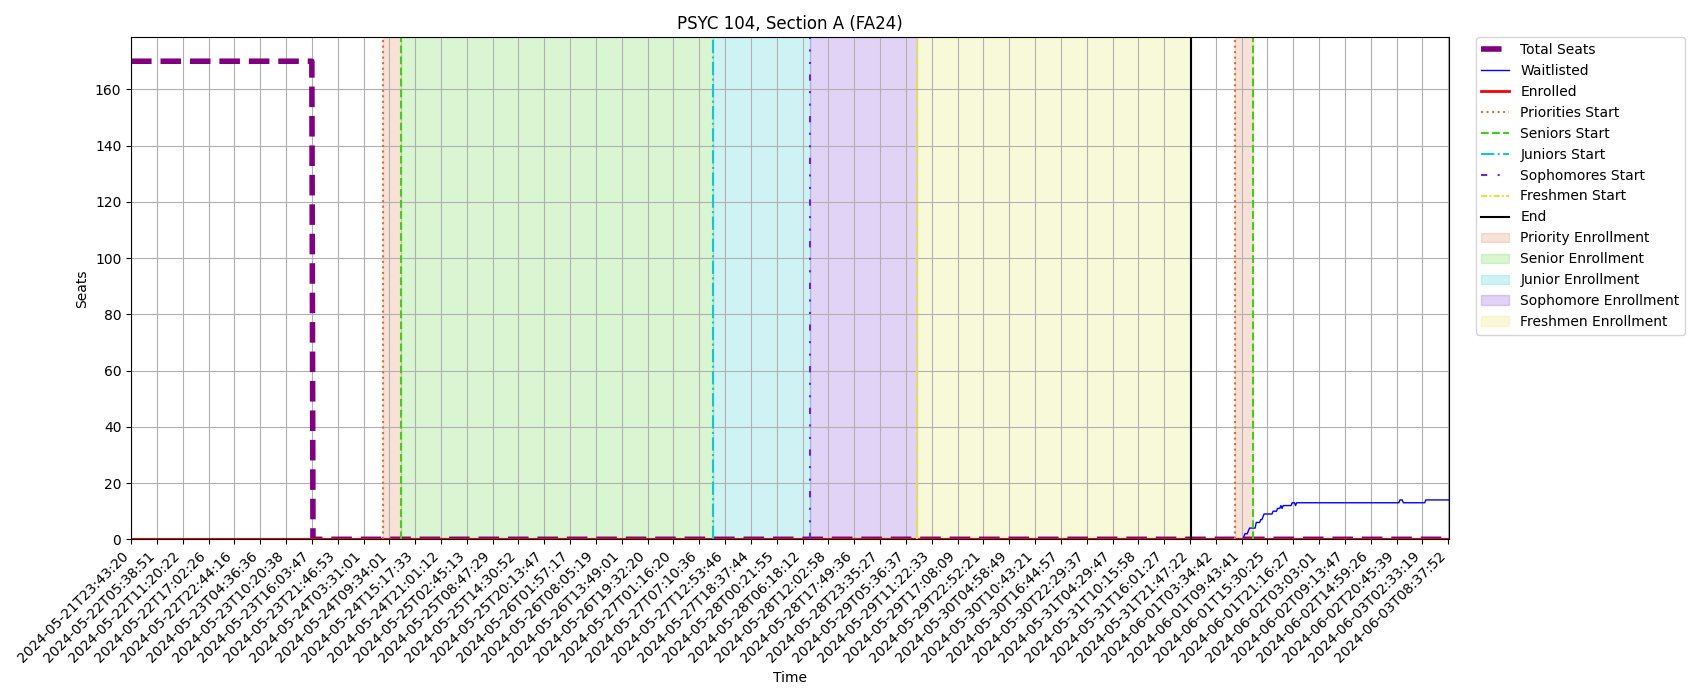 PSYC 104, Section A (FA24)
Seats
160
140
120
100
80
60
40
20
0
2024-05-21T23:43:20
2024-05-22T05:38:51
2024-05-22T11:20:22
2024-05-22T17:02:26
2024-05-22T22:44:16
2024-05-23T04:36:36
2024-05-23T10:20:38
2024-05-23T16:03:47
2024-05-23T21:46:53
2024-05-24T03:31:01
2024-05-24T09:34:01
2024-05-24T15:17:33
2024-05-24T21:01:12
2024-05-25T02:45:13
2024-05-25T08:47:29
2024-05-25T14:30:52
2024-05-25T20:13:47
2024-05-26T01:57:17
2024-05-26T08:05:19
2024-05-26T13:49:01
2024-05-26T19:32:20
2024-05-27T01:16:20
2024-05-27T07:10:36
2024-05-27T12:53:46
2024-05-27T18:37:44
2024-05-28T00:21:55
2024-05-28T06:18:12
2024-05-28T12:02:58
2024-05-28T17:49:36
2024-05-28T23:35:27
2024-05-29T05:36:37
2024-05-29T11:22:33
2024-05-29T17:08:09
2024-05-29T22:52:21
2024-05-30T04:58:49
2024-05-30T10:43:21
2024-05-30T16:44:57
2024-05-30T22:29:37
2024-05-31T04:29:47
2024-05-31T10:15:58
2024-05-31T16:01:27
2024-05-31T21:47:22
2024-06-01T03:34:42
2024-06-01T09:43:41
2024-06-01T15:30:25
2024-06-01T21:16:27
2024-06-02T03:03:01
2024-06-02T09:13:47
2024-06-02T14:59:26
2024-06-02T20:45:39
2024-06-03T02:33:19
2024-06-03T08:37:52
Time
Total Seats
Waitlisted
Enrolled
Priorities Start
Seniors Start
Juniors Start
Sophomores Start
Freshmen Start
End
Priority Enrollment
Senior Enrollment
Junior Enrollment
Sophomore Enrollment
Freshmen Enrollment